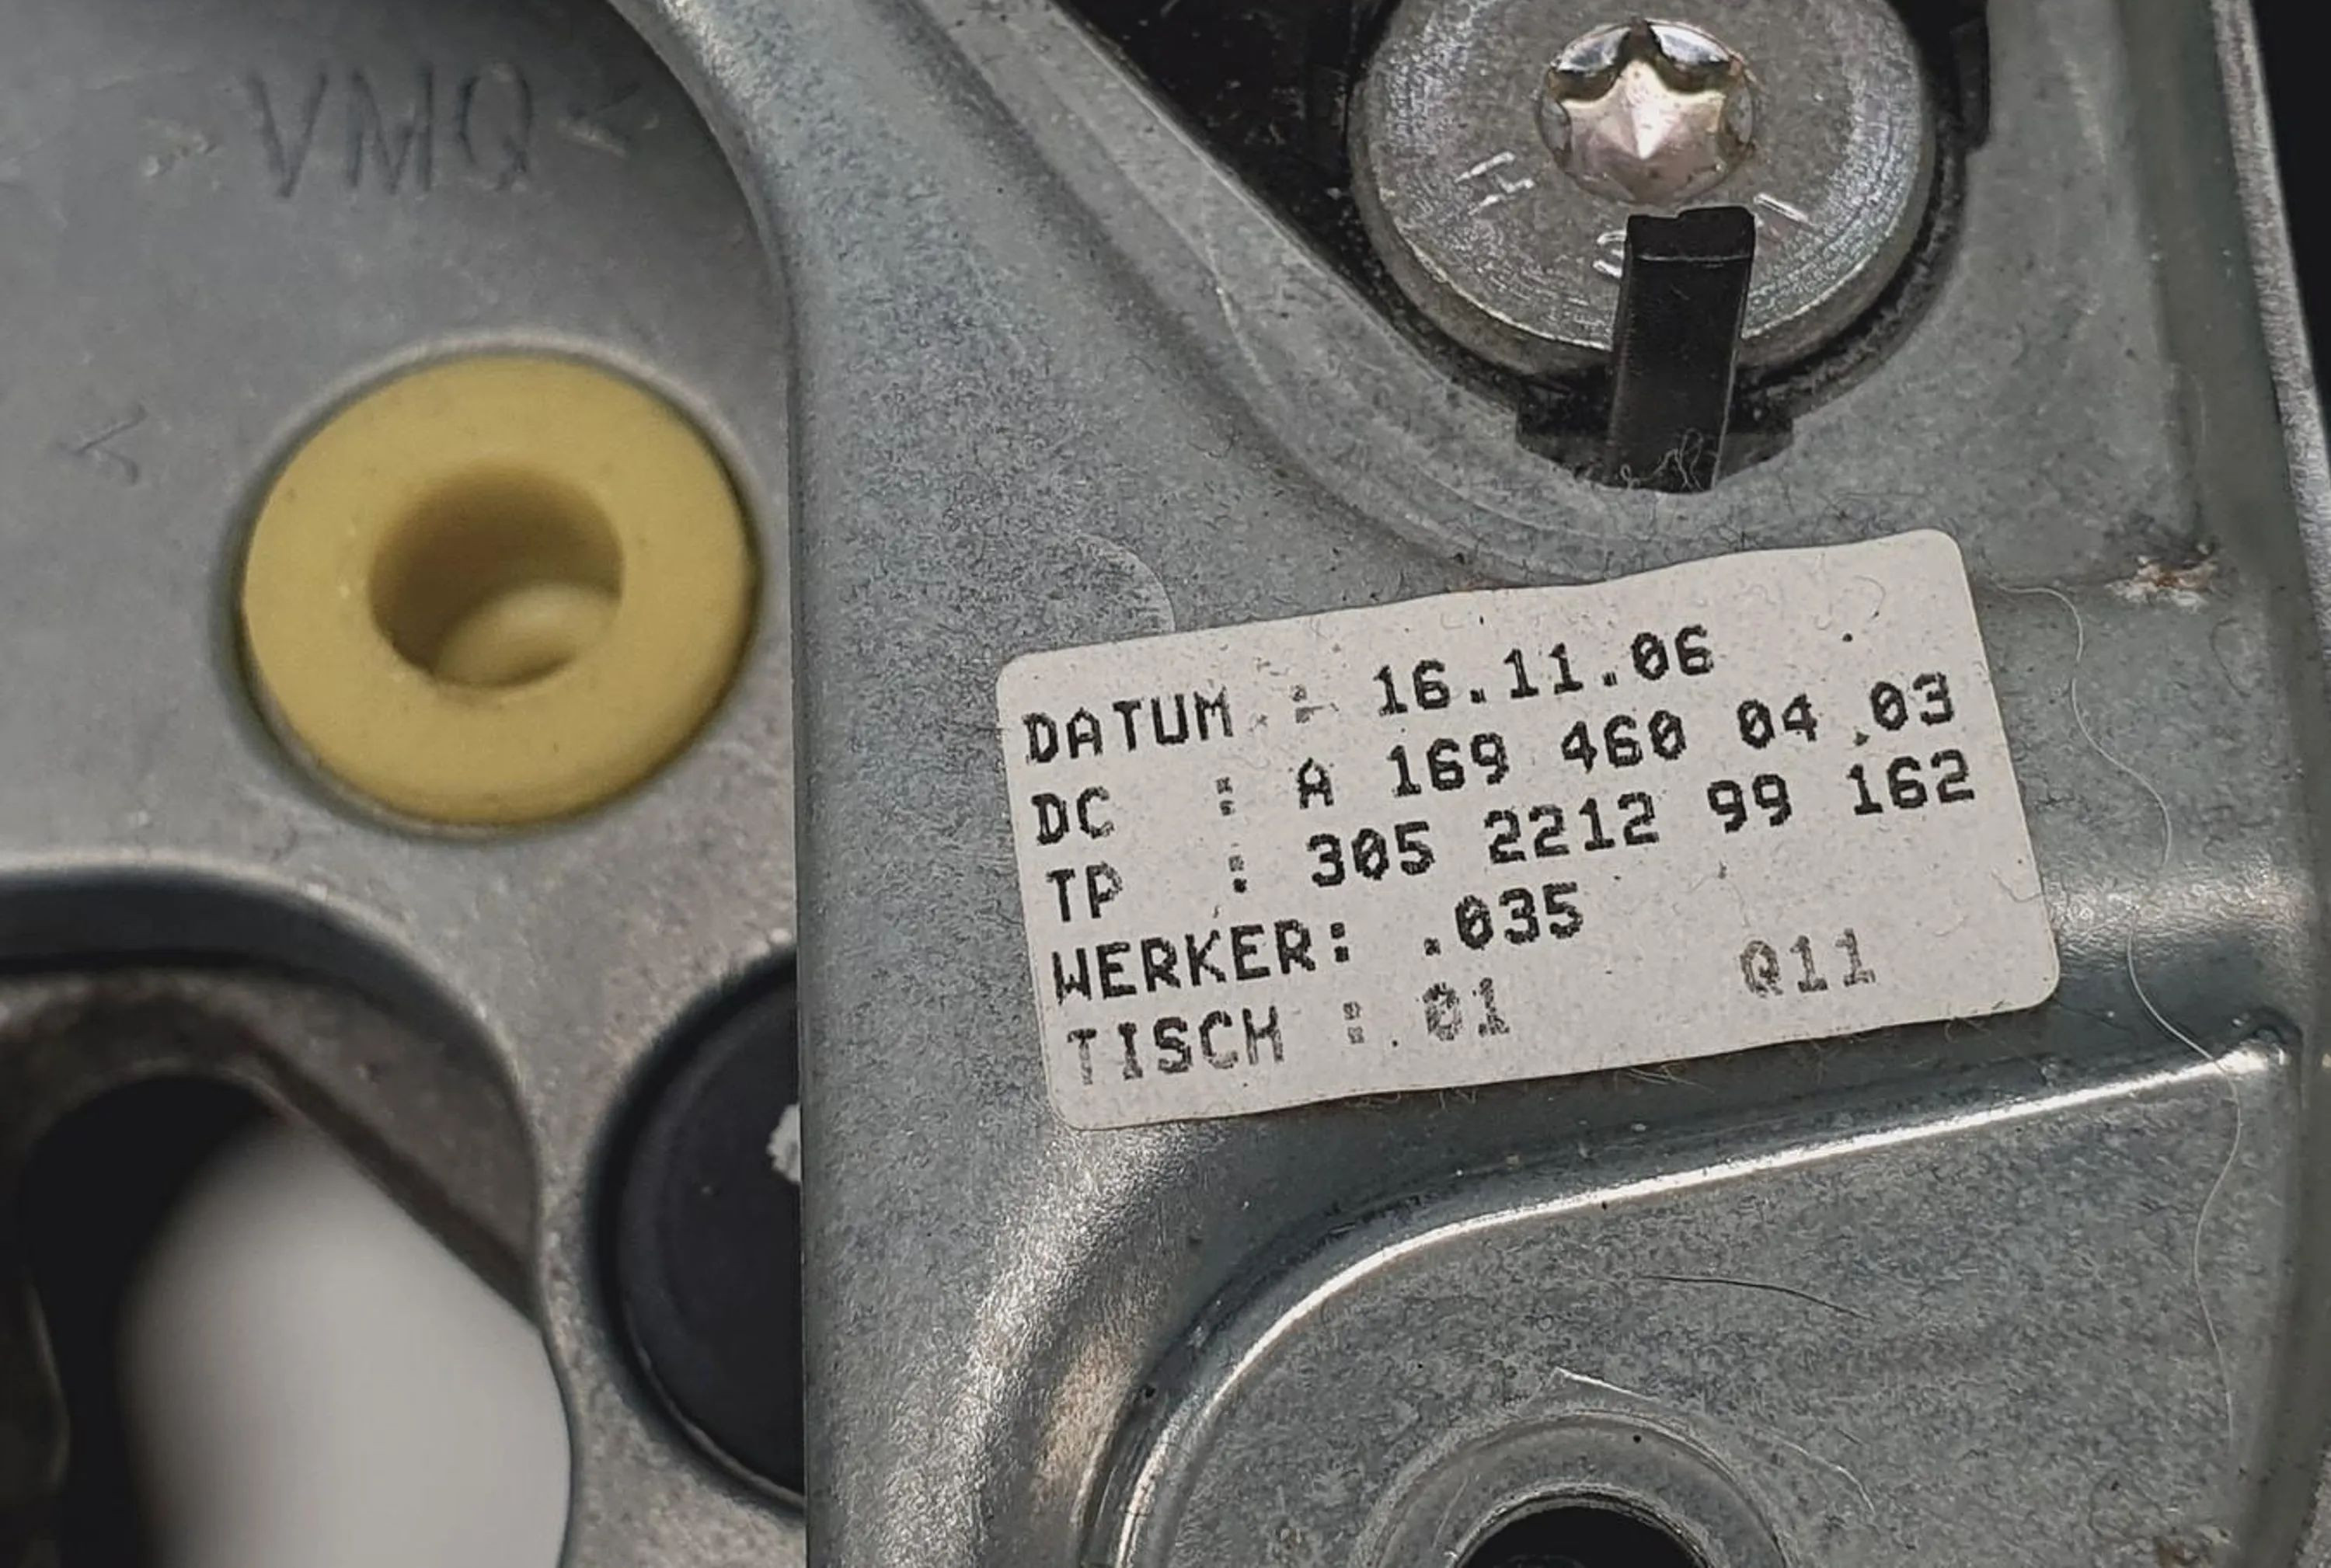 VMQ <
<
DATUM : 16.11.06
DC : A 169 460 04 03
TP : 305 2212 99 162
WERKER: .035
TISCH : 01 Q11